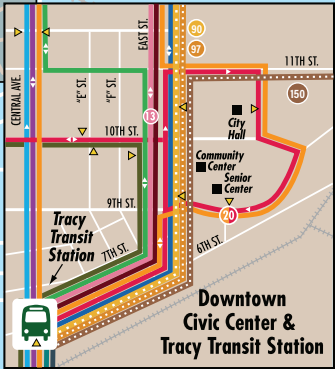 90
97
EAST ST.
CENTRAL AVE.
"E" ST.
"F" ST.
11TH ST.
150
13
10TH ST.
City
Hall
Community
Center
Senior
Center
9TH ST.
20
Tracy
Transit
Station
7TH ST.
6TH ST.
Downtown
Civic Center &
Tracy Transit Station